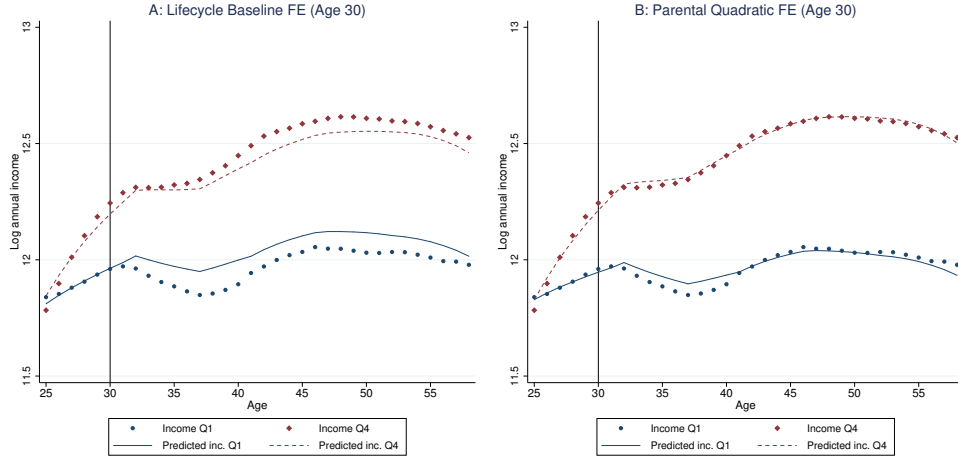 A: Lifecycle Baseline FE (Age 30)
Log annual income
13
12.5
12
11.5
25 30 35 40 45 50 55
Age
Income Q1 Income Q4
Predicted inc. Q1 Predicted inc. Q4
B: Parental Quadratic FE (Age 30)
Log annual income
13
12.5
12
11.5
25 30 35 40 45 50 55
Age
Income Q1 Income Q4
Predicted inc. Q1 Predicted inc. Q4